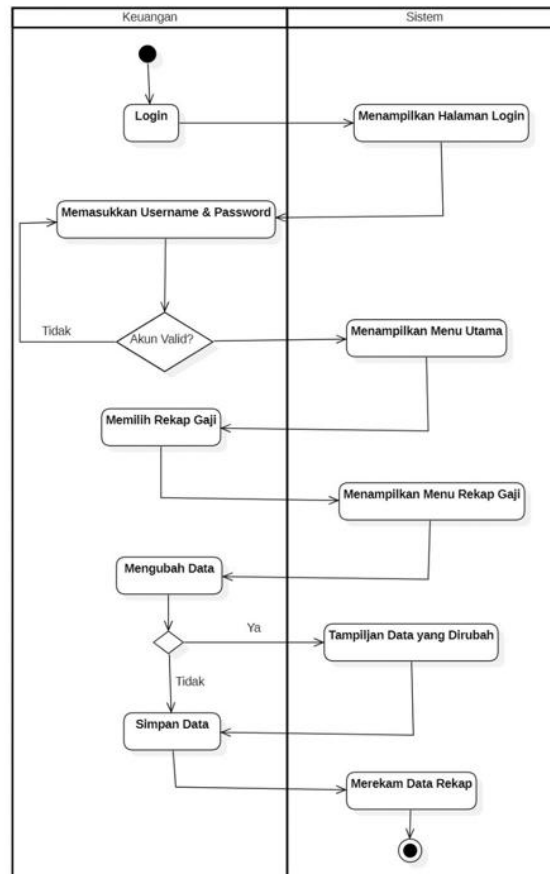 Keuangan
Sistem
Login
Menampilkan Halaman Login
Memasukkan Username & Password
Tidak
Akun Valid?
Menampilkan Menu Utama
Memilih Rekap Gaji
Menampilkan Menu Rekap Gaji
Mengubah Data
Ya
Tampiljan Data yang Dirubah
Tidak
Simpan Data
Merekam Data Rekap